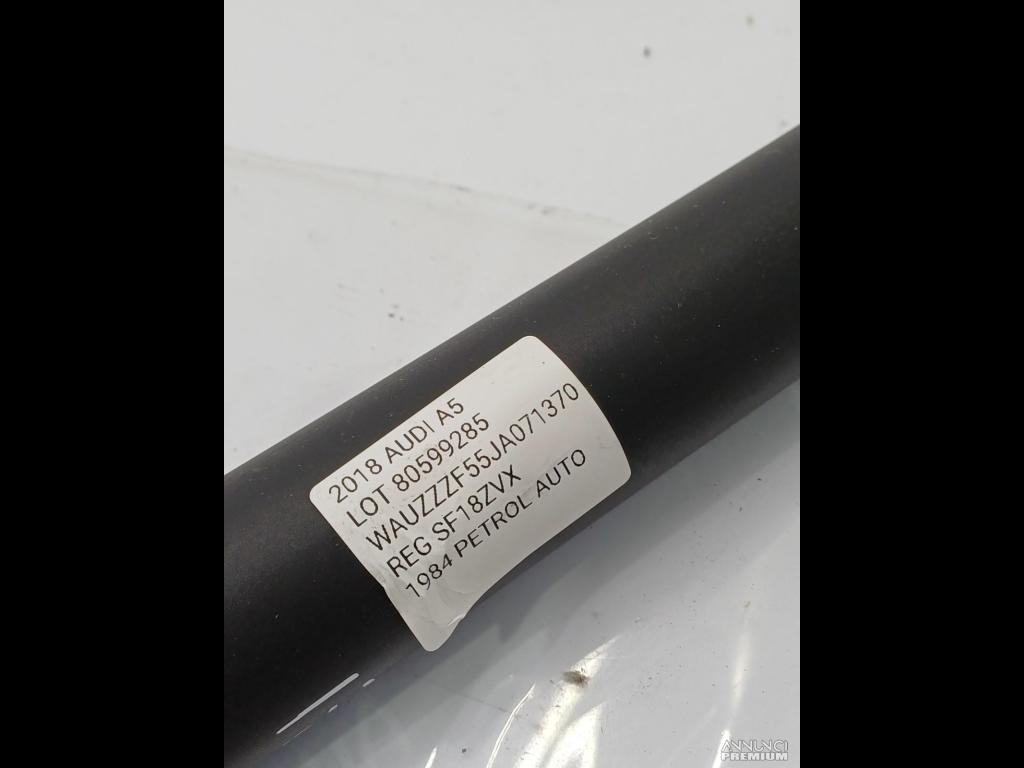 2018 AUDI A5
LOT 80599285
WAUZZZF55JA071370
REG SF18ZVX
1984 PETROL AUTO
ANNUNCI
PREMIUM